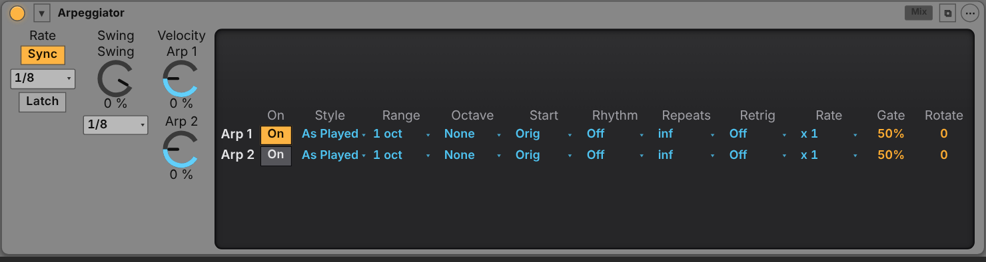 Arpeggiator
Mix
Rate
Sync
1/8
Latch
Swing
Swing
0 %
1/8
Velocity
Arp 1
0 %
Arp 2
0 %
On Style Range Octave Start Rhythm Repeats Retrig Rate Gate Rotate
Arp 1 On As Played 1 oct None Orig Off inf Off x 1 50% 0
Arp 2 On As Played 1 oct None Orig Off inf Off x 1 50% 0